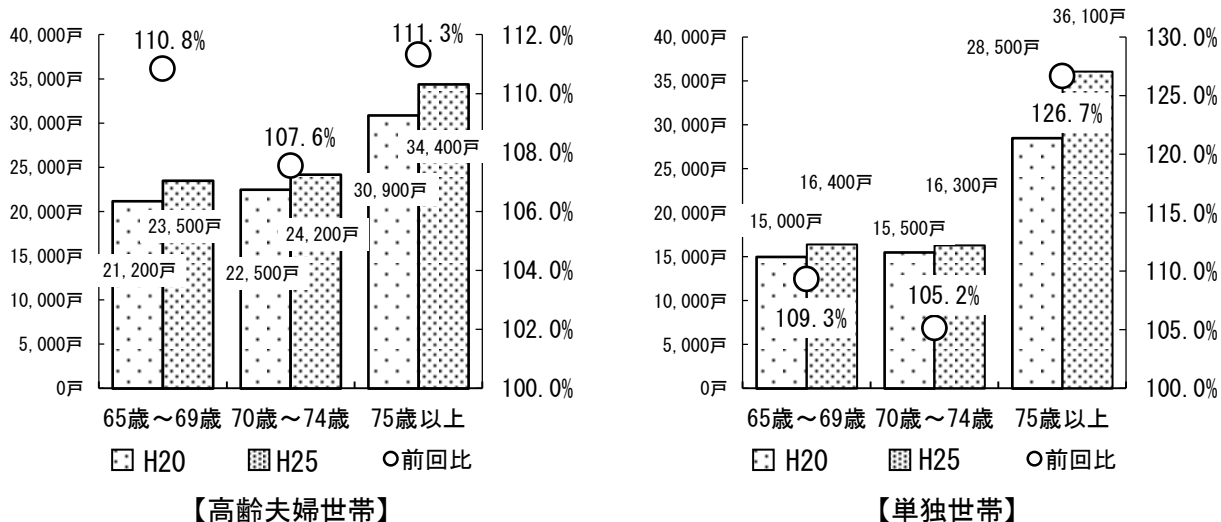 40,000戸
35,000戸
30,000戸
25,000戸
20,000戸
15,000戸
10,000戸
5,000戸
0戸
110.8%
107.6%
111.3%
21,200戸
23,500戸
22,500戸
24,200戸
30,900戸
34,400戸
112.0%
110.0%
108.0%
106.0%
104.0%
102.0%
100.0%
65歳～69歳 70歳～74歳 75歳以上
H20 H25 前回比
【高齢夫婦世帯】
40,000戸
35,000戸
30,000戸
25,000戸
20,000戸
15,000戸
10,000戸
5,000戸
0戸
15,000戸
16,400戸
15,500戸
16,300戸
28,500戸
36,100戸
109.3%
105.2%
126.7%
130.0%
125.0%
120.0%
115.0%
110.0%
105.0%
100.0%
65歳～69歳 70歳～74歳 75歳以上
H20 H25 前回比
【単独世帯】